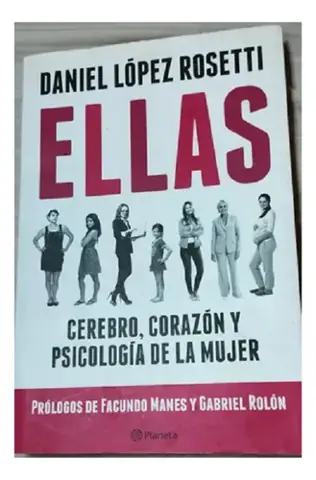 DANIEL LÓPEZ ROSETTI
ELLAS
CEREBRO, CORAZÓN Y
PSICOLOGÍA DE LA MUJER
PRÓLOGOS DE FACUNDO MANES Y GABRIEL ROLÓN
Planeta